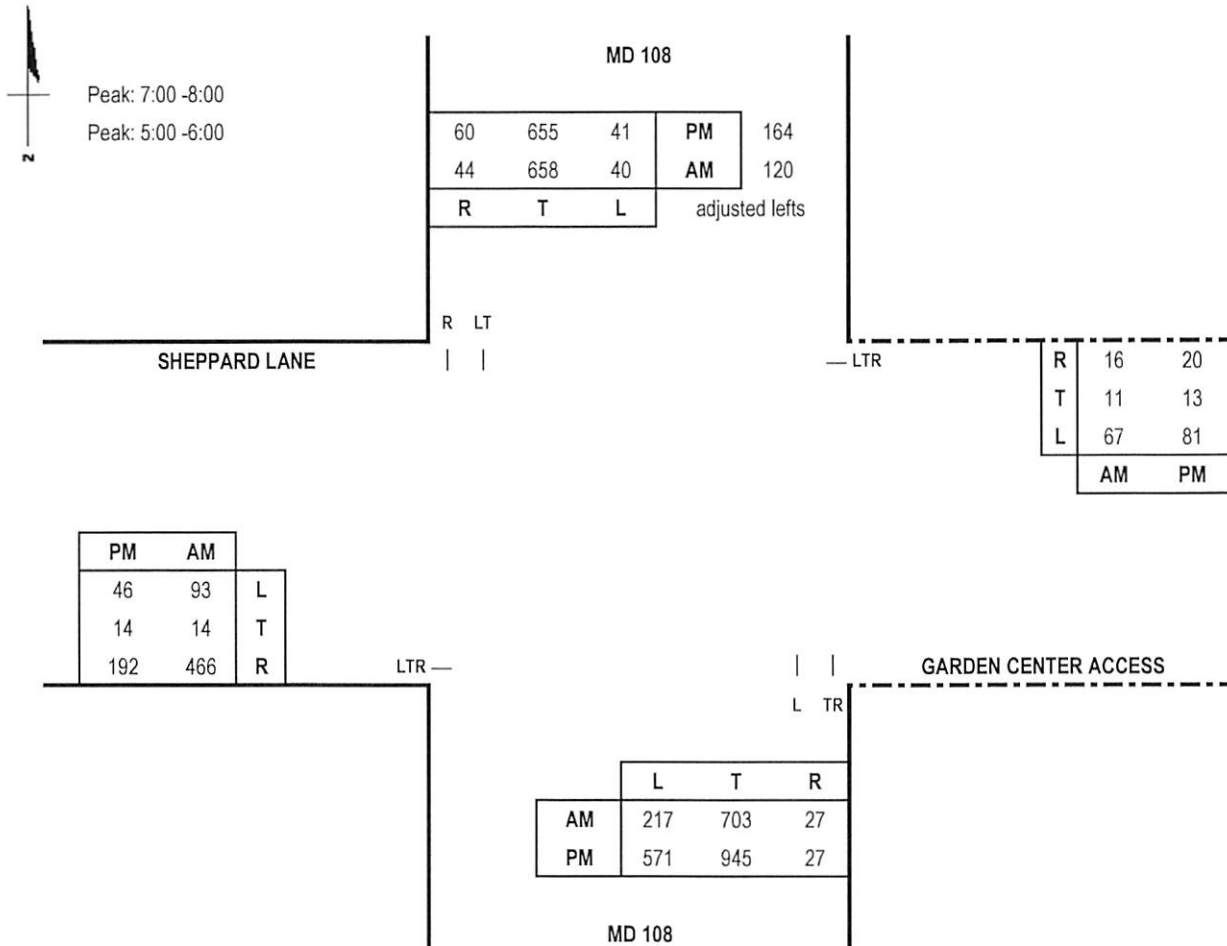 MD 108
Peak: 7:00 -8:00
Peak: 5:00 -6:00
60 655 41 PM 164
44 658 40 AM 120
R T L adjusted lefts
R LT
SHEPPARD LANE
LTR
R 16 20
T 11 13
L 67 81
AM PM
PM AM
46 93 L
14 14 T
192 466 R
LTR
GARDEN CENTER ACCESS
L TR
L T R
AM 217 703 27
PM 571 945 27
MD 108
N